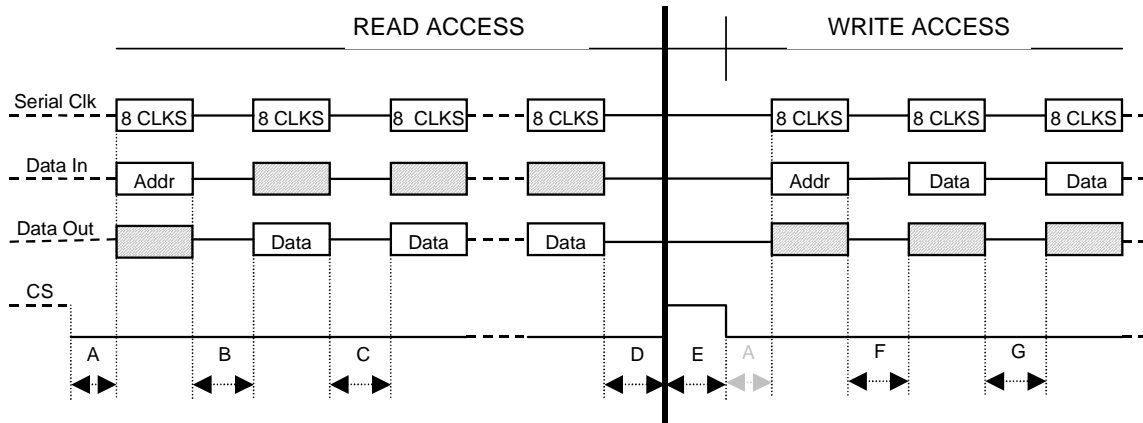 READ ACCESS WRITE ACCESS
Serial Clk 8 CLKS 8 CLKS 8 CLKS 8 CLKS 8 CLKS 8 CLKS 8 CLKS
Data In Addr Addr Data Data
Data Out Data Data Data
CS
A B C D E A F G